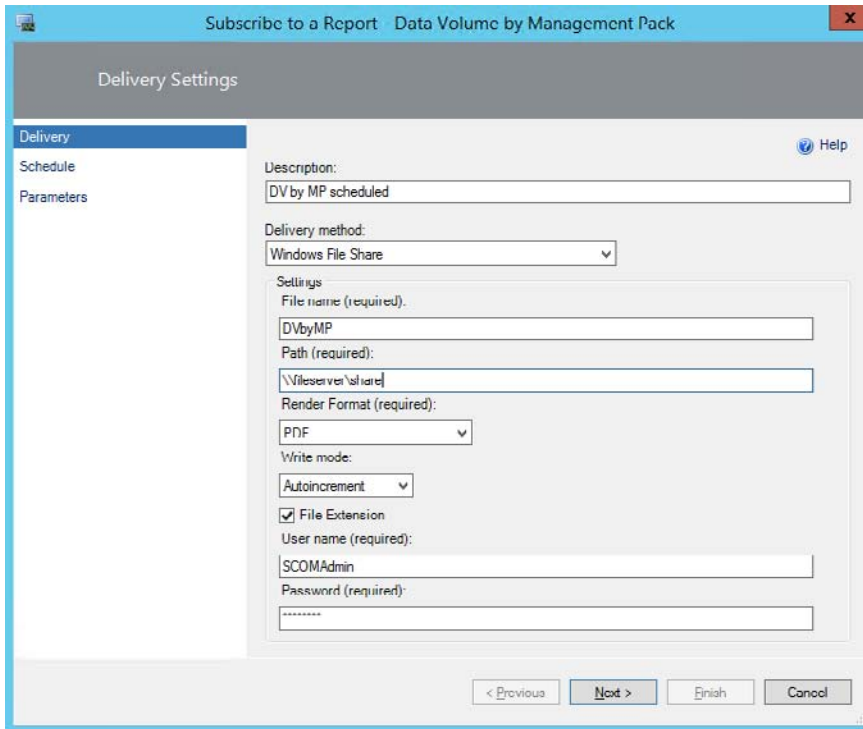 Subscribe to a Report - Data Volume by Management Pack
x
Delivery Settings
Delivery
Schedule
Parameters
Help
Description:
DV by MP scheduled
Delivery method:
Windows File Share
Settings
File name (required).
DVbyMP
Path (required):
\\fileserver\share
Render Format (required):
PDF
Write mode:
Autoincrement
File Extension
User name (required):
SCOMAdmin
Password (required):
--------
< Previous
Next >
Finish
Cancel